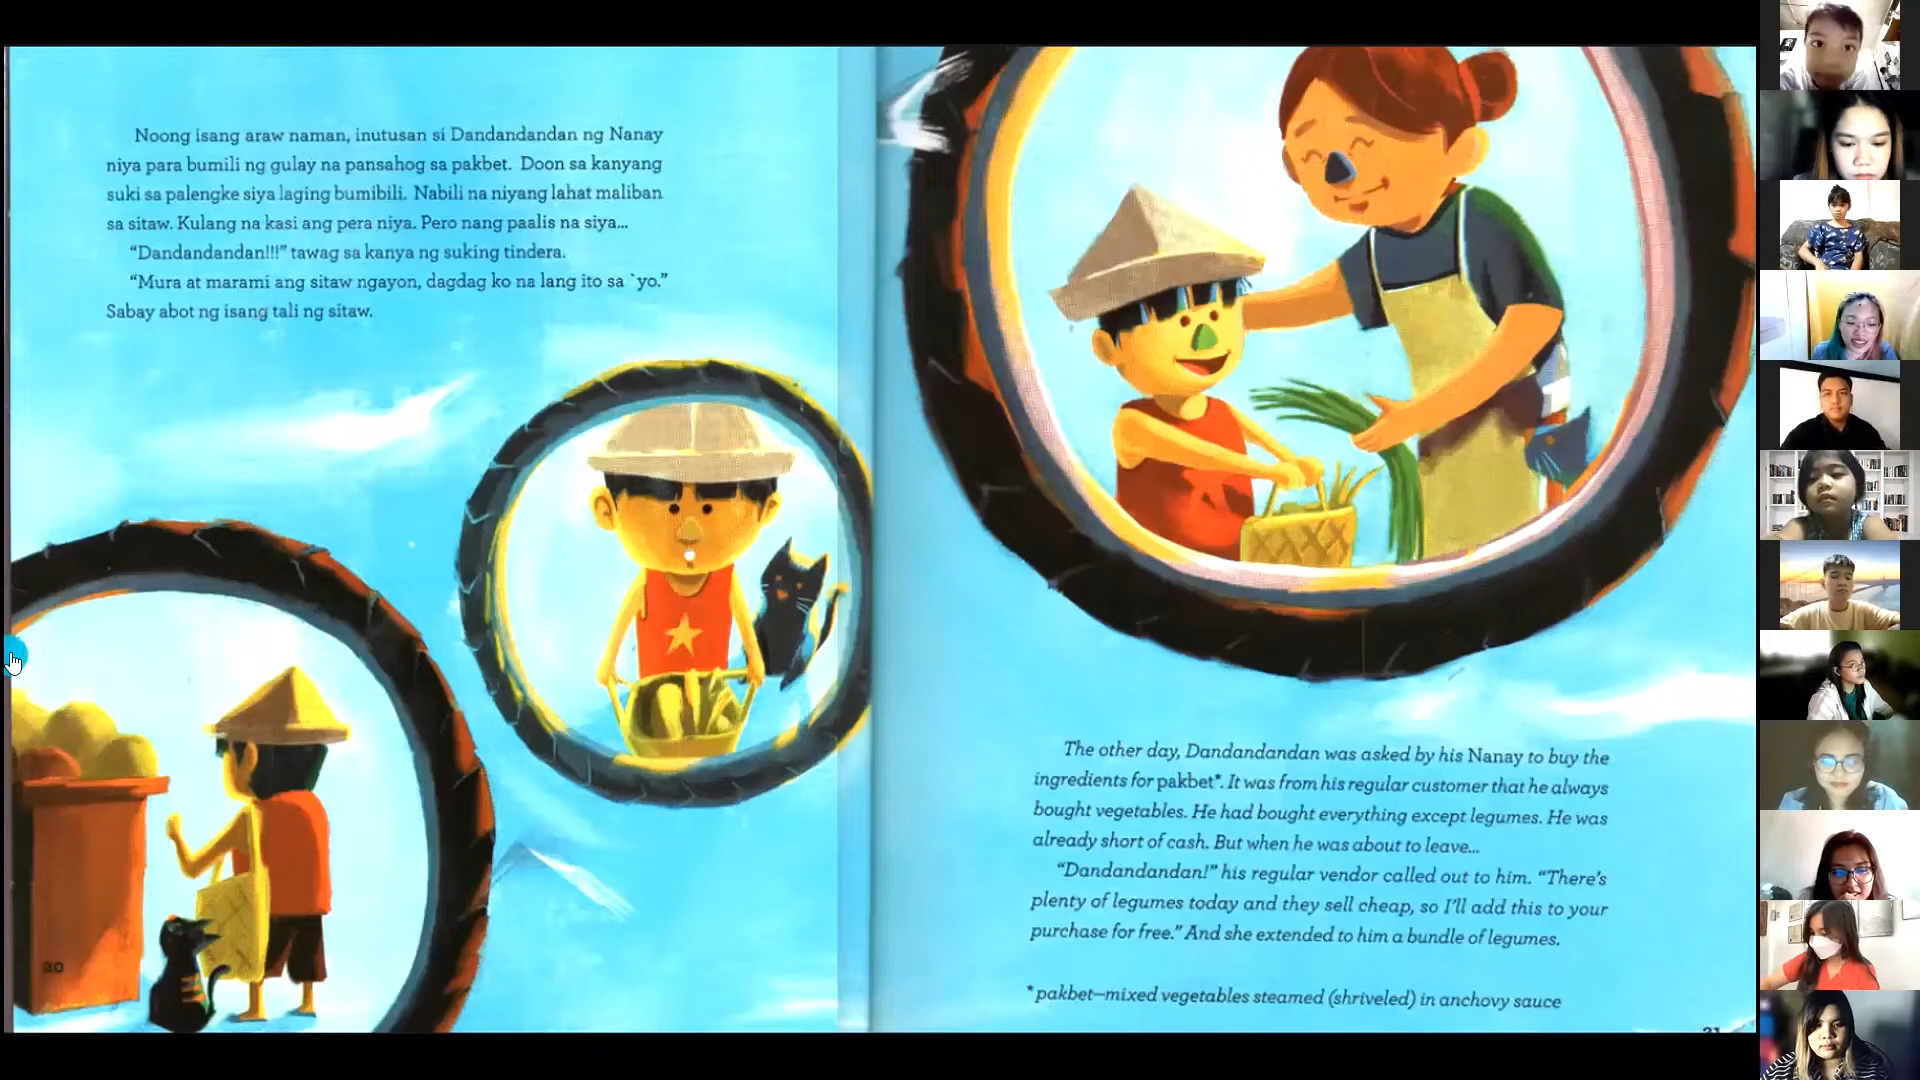 Noong isang araw naman, inutusan si Dandandandan ng Nanay
niya para bumili ng gulay na pansahog sa pakbet. Doon sa kanyang
suki sa palengke siya laging bumibili. Nabili na niyang lahat maliban
sa sitaw. Kulang na kasi ang pera niya. Pero nang paalis na siya...
“Dandandandan!!!” tawag sa kanya ng suking tindera.
“Mura at marami ang sitaw ngayon, dagdag ko na lang ito sa `yo.”
Sabay abot ng isang tali ng sitaw.
20
The other day, Dandandandan was asked by his Nanay to buy the
ingredients for pakbet*. It was from his regular customer that he always
bought vegetables. He had bought everything except legumes. He was
already short of cash. But when he was about to leave...
“Dandandandan!” his regular vendor called out to him. “There’s
plenty of legumes today and they sell cheap, so I’ll add this to your
purchase for free.” And she extended to him a bundle of legumes.
*pakbet—mixed vegetables steamed (shriveled) in anchovy sauce
21